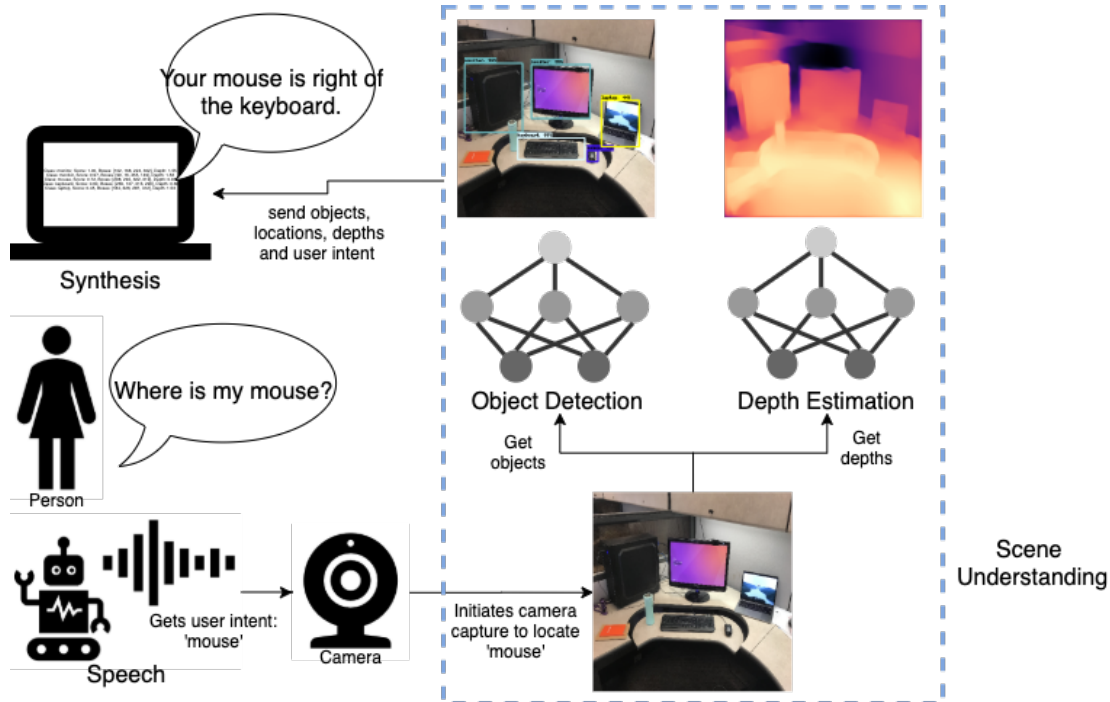 Your mouse is right of
the keyboard.
send objects,
locations, depths
and user intent
Synthesis
Where is my mouse?
Person
Gets user intent:
'mouse'
Speech
Camera
Initiates camera
capture to locate
'mouse'
Object Detection
Depth Estimation
Get
objects
Get
depths
Scene
Understanding